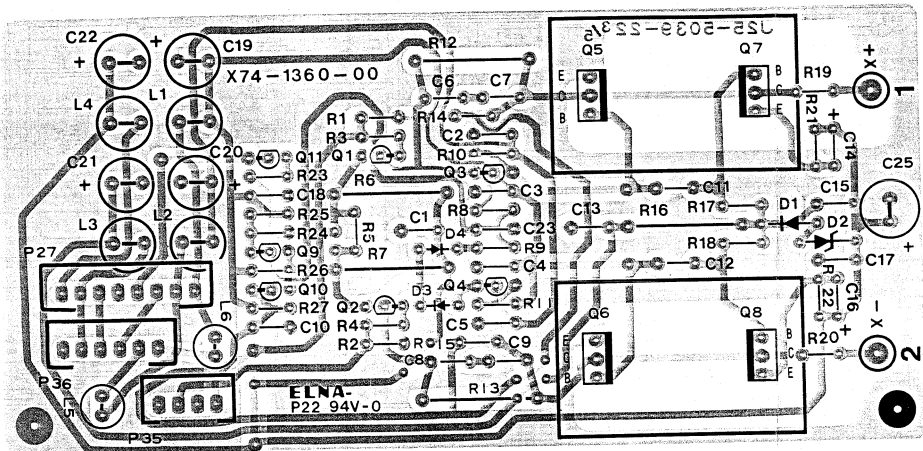 C22
+
+
C19
X74-1360-00
R12
J25-5039-22 3/5
Q5
Q7
+X
1
L4
L1
C6
C7
E
C
B
B
C
E
R19
R1
R3
R14
C2
R21
+
C14
C21
C20
Q11
Q1
R10
+
+
R23
R6
Q3
C25
C18
C3
C11
R25
R8
R16
R17
D1
C15
L3
L2
R24
R5
C1
D4
C23
C13
D2
P27
Q9
R7
R9
R18
+
R26
C4
C12
C17
Q10
D3
Q4
R22
C16
L6
R27
Q2
R11
Q6
Q8
+
C10
R4
C5
B
C
E
R20
-X
2
R2
R15
C9
E
C
B
C8
P36
L5
ELNA-
P22 94V-0
R13
P35